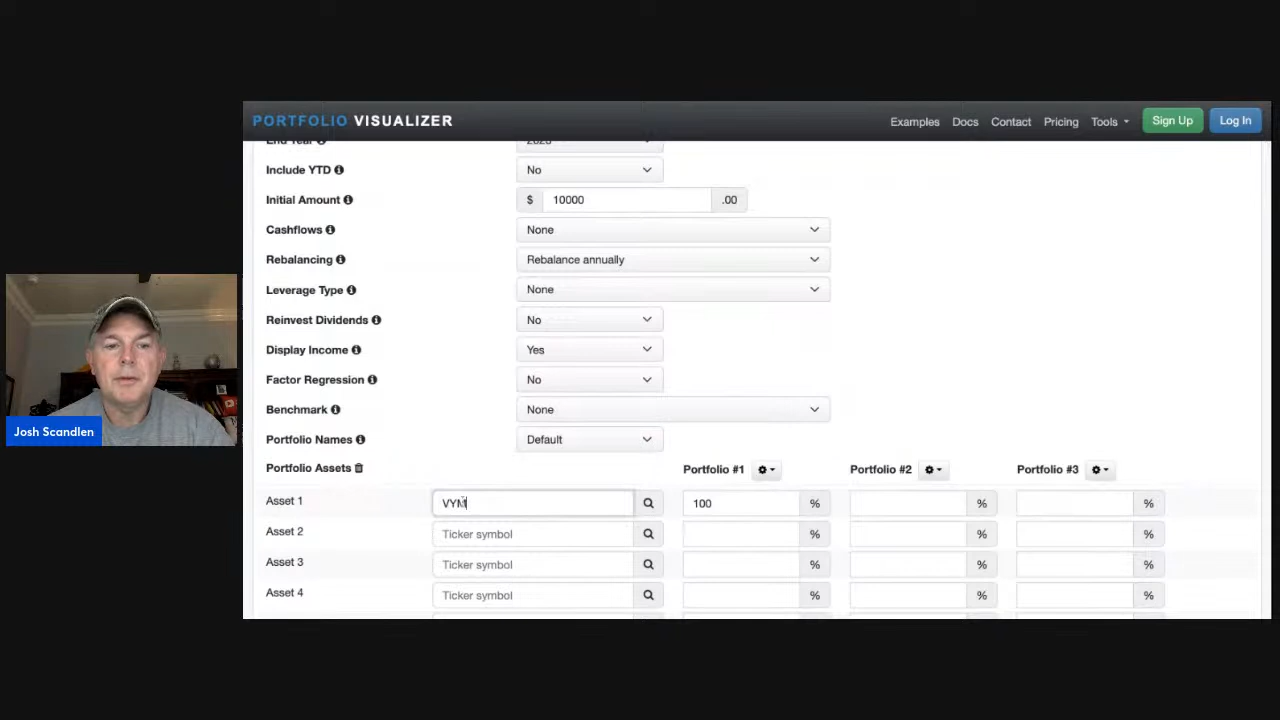 PORTFOLIO VISUALIZER
Examples Docs Contact Pricing Tools Sign Up Log In
End Year
Include YTD No
Initial Amount $ 10000 .00
Cashflows None
Rebalancing Rebalance annually
Leverage Type None
Reinvest Dividends No
Display Income Yes
Factor Regression No
Benchmark None
Portfolio Names Default
Portfolio Assets Portfolio #1 Portfolio #2 Portfolio #3
Asset 1 VYM 100 % % %
Asset 2 Ticker symbol % % %
Asset 3 Ticker symbol % % %
Asset 4 Ticker symbol % % %
Josh Scandlen